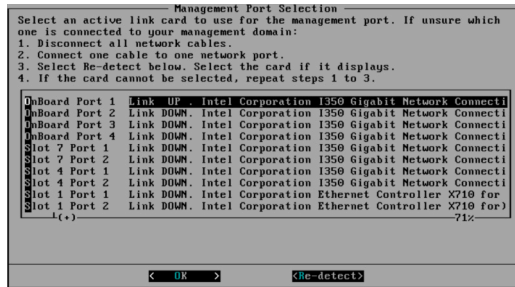 Management Port Selection
Select an active link card to use for the management port. If unsure which
one is connected to your management domain:
1. Disconnect all network cables.
2. Connect one cable to one network port.
3. Select Re-detect below. Select the card if it displays.
4. If the card cannot be selected, repeat steps 1 to 3.
OnBoard Port 1 Link UP . Intel Corporation I350 Gigabit Network Connecti
OnBoard Port 2 Link DOWN. Intel Corporation I350 Gigabit Network Connecti
OnBoard Port 3 Link DOWN. Intel Corporation I350 Gigabit Network Connecti
OnBoard Port 4 Link DOWN. Intel Corporation I350 Gigabit Network Connecti
Slot 7 Port 1 Link DOWN. Intel Corporation I350 Gigabit Network Connecti
Slot 7 Port 2 Link DOWN. Intel Corporation I350 Gigabit Network Connecti
Slot 4 Port 1 Link DOWN. Intel Corporation I350 Gigabit Network Connecti
Slot 4 Port 2 Link DOWN. Intel Corporation I350 Gigabit Network Connecti
Slot 1 Port 1 Link DOWN. Intel Corporation Ethernet Controller X710 for
Slot 1 Port 2 Link DOWN. Intel Corporation Ethernet Controller X710 for)
(+) 71%
< OK > <Re-detect>